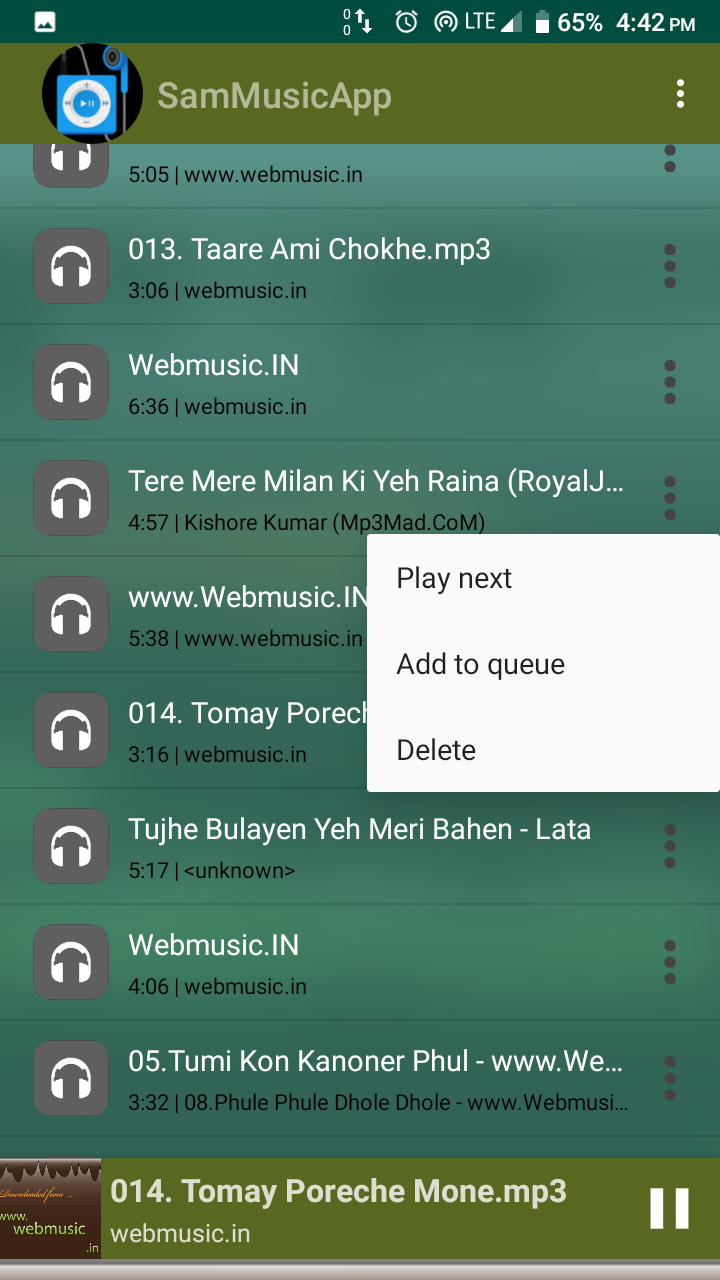 0 LTE 65% 4:42 PM
0
SamMusicApp
5:05 | www.webmusic.in
013. Taare Ami Chokhe.mp3
3:06 | webmusic.in
Webmusic.IN
6:36 | webmusic.in
Tere Mere Milan Ki Yeh Raina (RoyalJ...
4:57 | Kishore Kumar (Mp3Mad.CoM)
www.Webmusic.IN
5:38 | www.webmusic.in
014. Tomay Porech
3:16 | webmusic.in
Play next
Add to queue
Delete
Tujhe Bulayen Yeh Meri Bahen - Lata
5:17 | <unknown>
Webmusic.IN
4:06 | webmusic.in
05.Tumi Kon Kanoner Phul - www.We...
3:32 | 08.Phule Phule Dhole Dhole - www.Webmusi...
Downloaded from
www.
webmusic
.in
014. Tomay Poreche Mone.mp3
webmusic.in